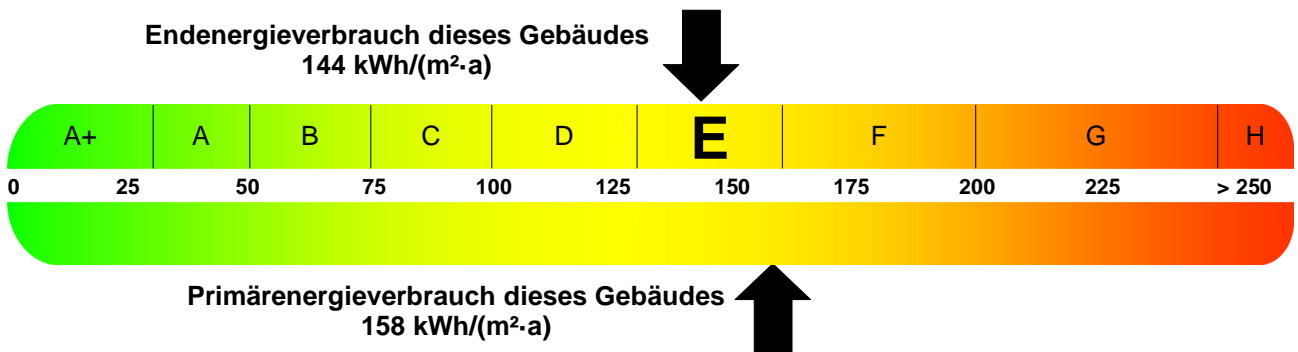 Endenergieverbrauch dieses Gebäudes
144 kWh/(m²·a)
A+ A B C D E F G H
0 25 50 75 100 125 150 175 200 225 > 250
Primärenergieverbrauch dieses Gebäudes
158 kWh/(m²·a)